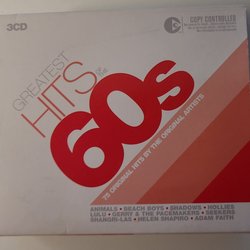 3CD
COPY CONTROLLED
GREATEST
HITS
OF THE
60s
75 ORIGINAL HITS BY THE ORIGINAL ARTISTS
ANIMALS • BEACH BOYS • SHADOWS • HOLLIES
LULU • GERRY & THE PACEMAKERS • SEEKERS
SHANGRI-LAS • HELEN SHAPIRO • ADAM FAITH